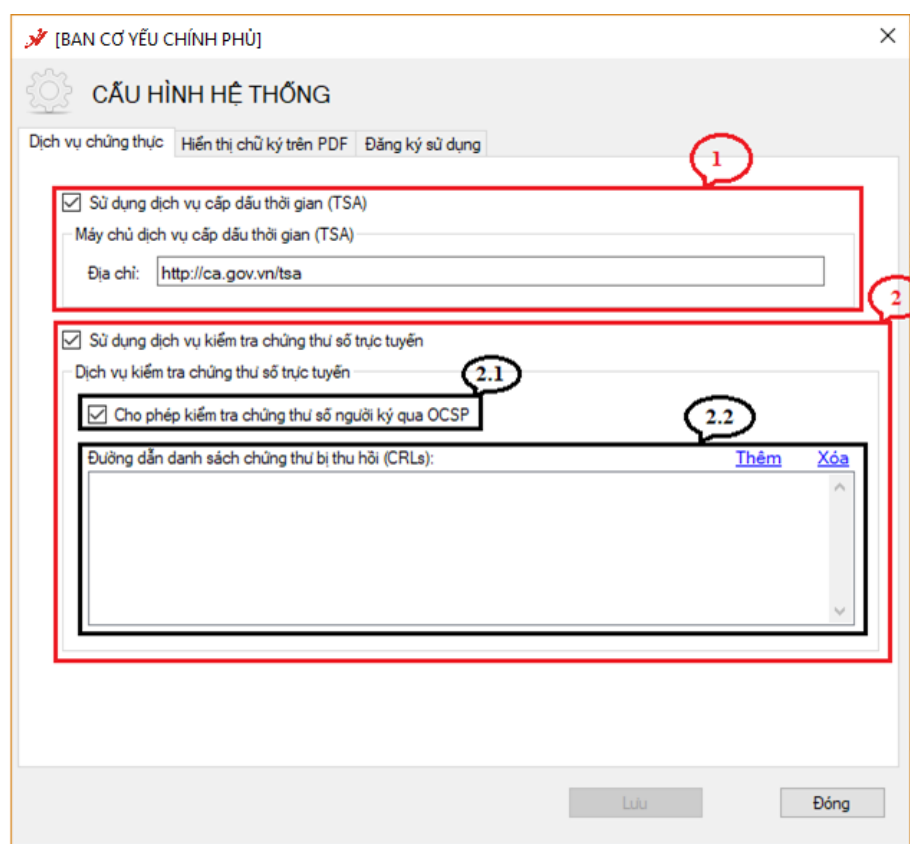 [BAN CƠ YẾU CHÍNH PHỦ]
CẤU HÌNH HỆ THỐNG
Dịch vụ chứng thực Hiển thị chữ ký trên PDF Đăng ký sử dụng
1
Sử dụng dịch vụ cấp dấu thời gian (TSA)
Máy chủ dịch vụ cấp dấu thời gian (TSA)
Địa chỉ: http://ca.gov.vn/tsa
2
Sử dụng dịch vụ kiểm tra chứng thư số trực tuyến
Dịch vụ kiểm tra chứng thư số trực tuyến
2.1
Cho phép kiểm tra chứng thư số người ký qua OCSP
2.2
Đường dẫn danh sách chứng thư bị thu hồi (CRLs): Thêm Xóa
Lưu Đóng